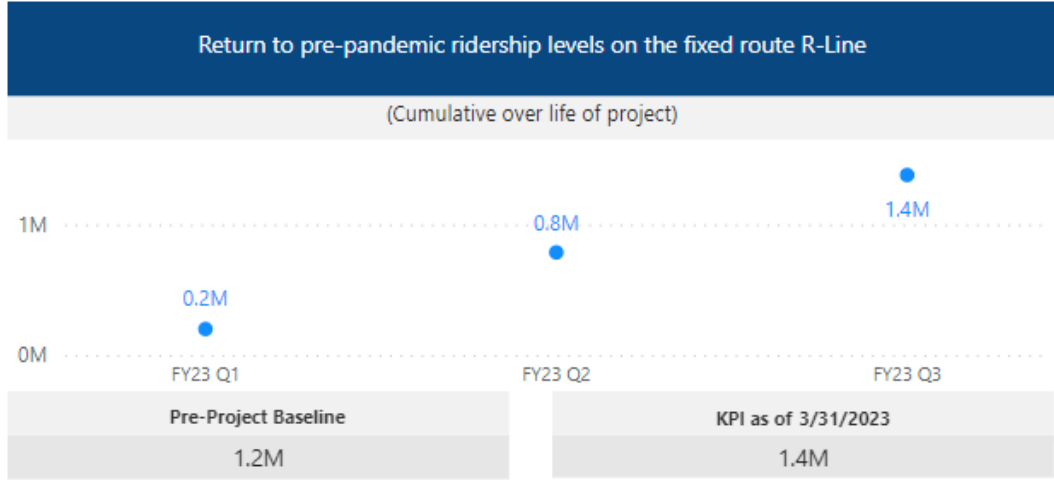 Return to pre-pandemic ridership levels on the fixed route R-Line
(Cumulative over life of project)
1.4M
1M
0.8M
0.2M
0M
FY23 Q1 FY23 Q2 FY23 Q3
Pre-Project Baseline KPI as of 3/31/2023
1.2M 1.4M